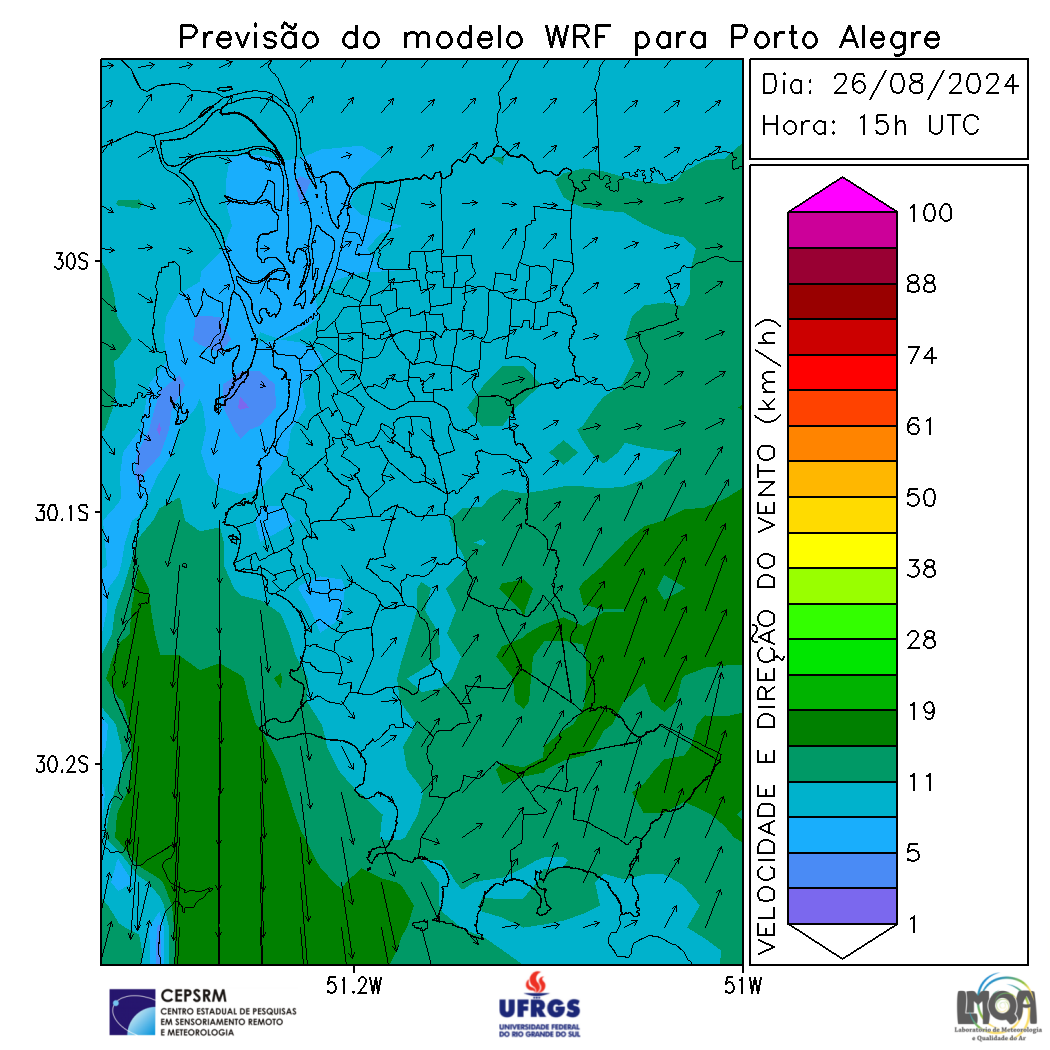 Previsão do modelo WRF para Porto Alegre
Dia: 26/08/2024
Hora: 15h UTC
100
88
74
61
50
38
28
19
11
5
1
VELOCIDADE E DIREÇÃO DO VENTO (km/h)
30S
30.1S
30.2S
51.2W
51W
CEPSRM
CENTRO ESTADUAL DE PESQUISAS
EM SENSORIAMENTO REMOTO
E METEOROLOGIA
UFRGS
UNIVERSIDADE FEDERAL
DO RIO GRANDE DO SUL
LMQA
Laboratório de Meteorologia
e Qualidade do Ar